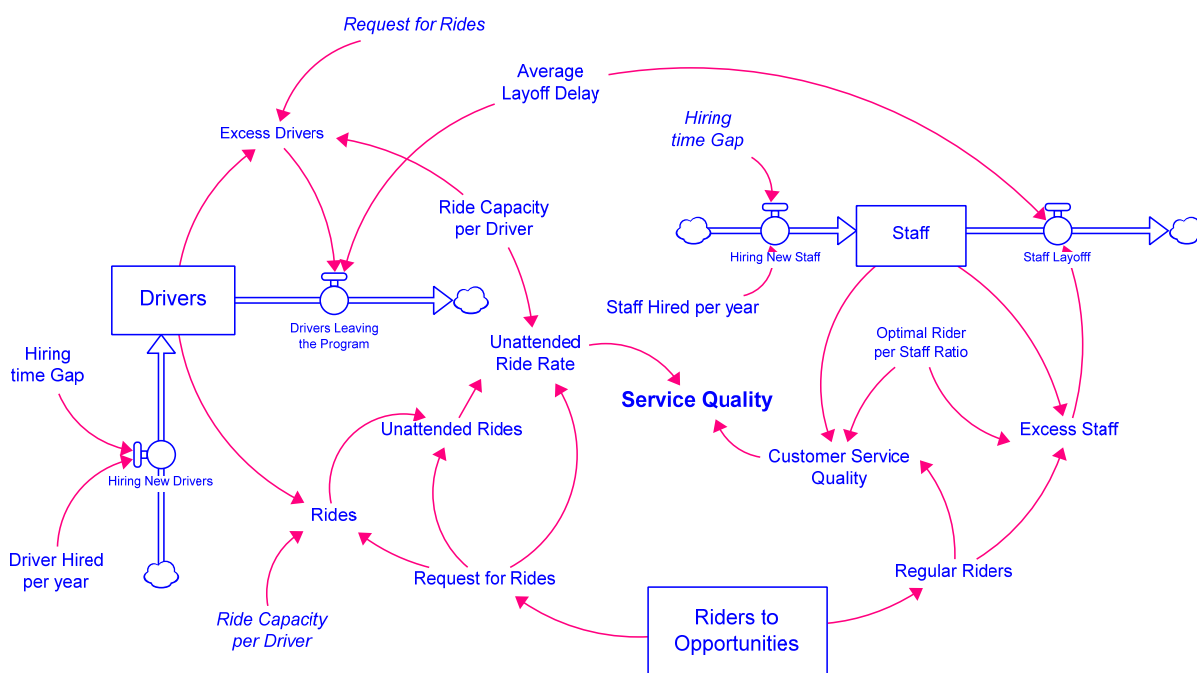 Request for Rides
Average
Layoff Delay
Excess Drivers
Hiring
time Gap
Ride Capacity
per Driver
Staff
Hiring New Staff
Staff Layofff
Drivers
Staff Hired per year
Drivers Leaving
the Program
Optimal Rider
per Staff Ratio
Unattended
Ride Rate
Hiring
time Gap
Service Quality
Unattended Rides
Excess Staff
Customer Service
Quality
Hiring New Drivers
Rides
Driver Hired
per year
Request for Rides
Regular Riders
Ride Capacity
per Driver
Riders to
Opportunities